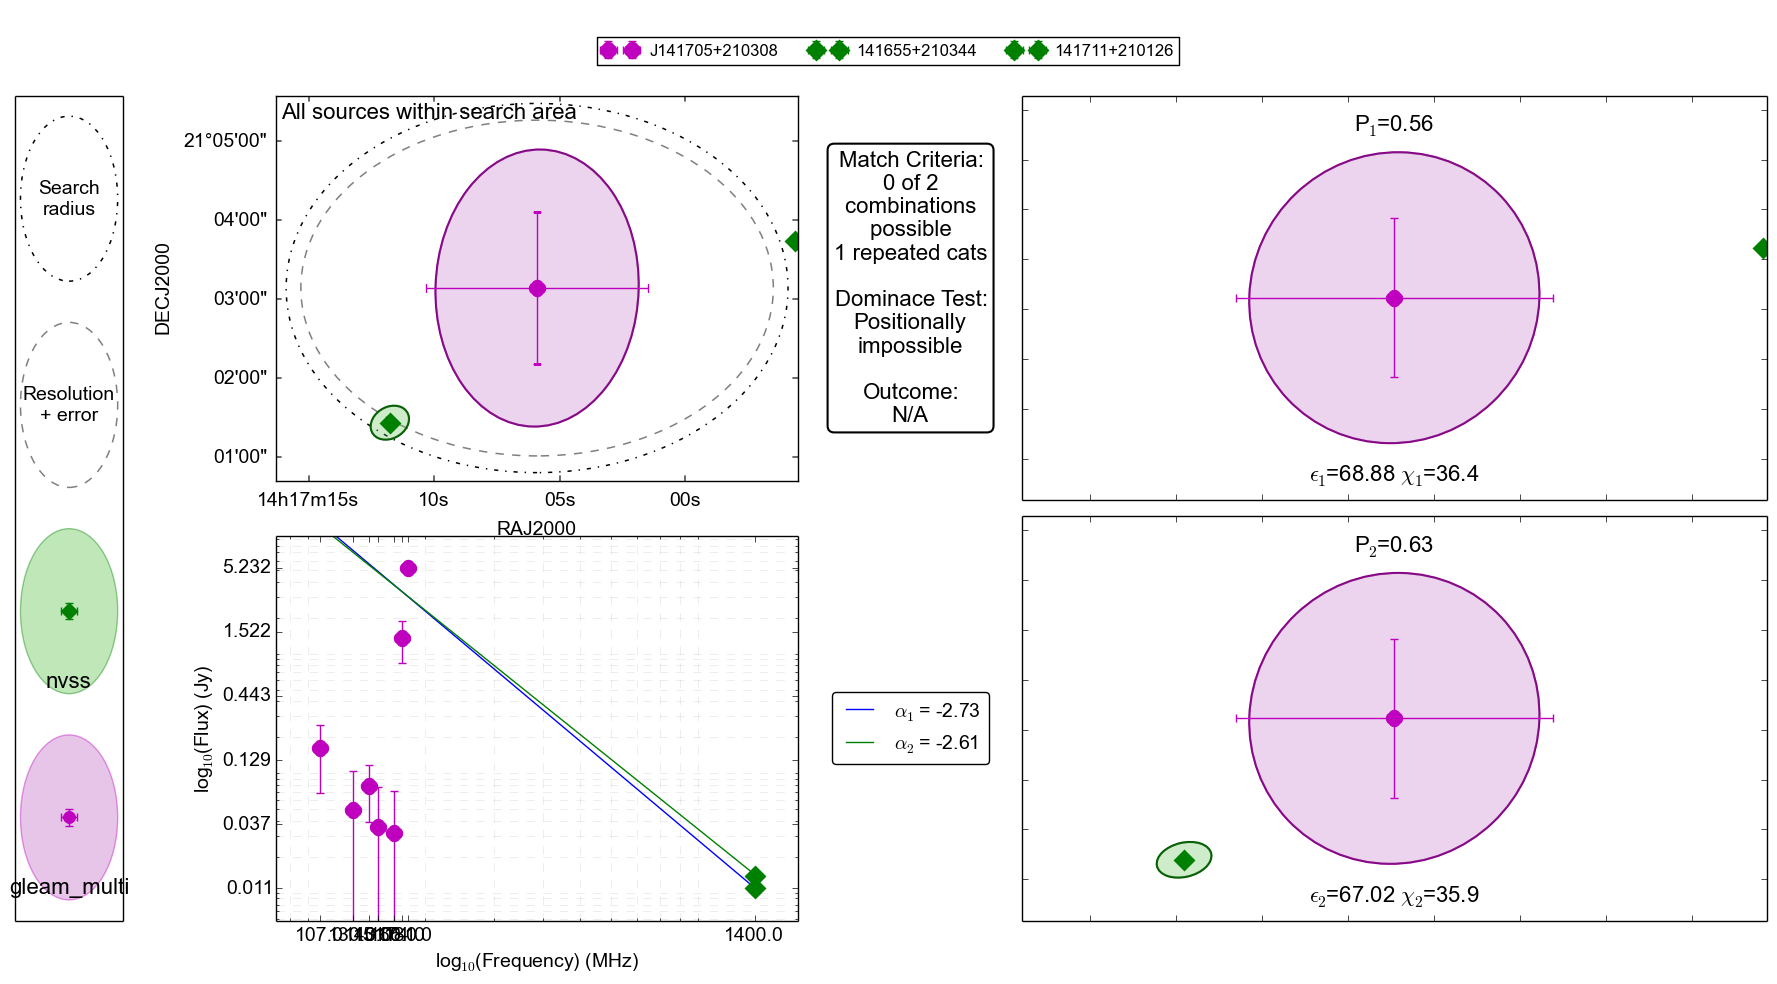 J141705+210308 141655+210344 141711+210126
Search
radius
Resolution
+ error
nvss
gleam_multi
All sources within search area
21°05'00"
04'00"
03'00"
02'00"
01'00"
DECJ2000
14h17m15s 10s 05s 00s
RAJ2000
Match Criteria:
0 of 2
combinations
possible
1 repeated cats
Dominace Test:
Positionally
impossible
Outcome:
N/A
P1=0.56
ϵ1=68.88 χ1=36.4
5.232
1.522
0.443
0.129
0.037
0.011
log10(Flux) (Jy)
107.0 1400.0
log10(Frequency) (MHz)
α1 = -2.73
α2 = -2.61
P2=0.63
ϵ2=67.02 χ2=35.9